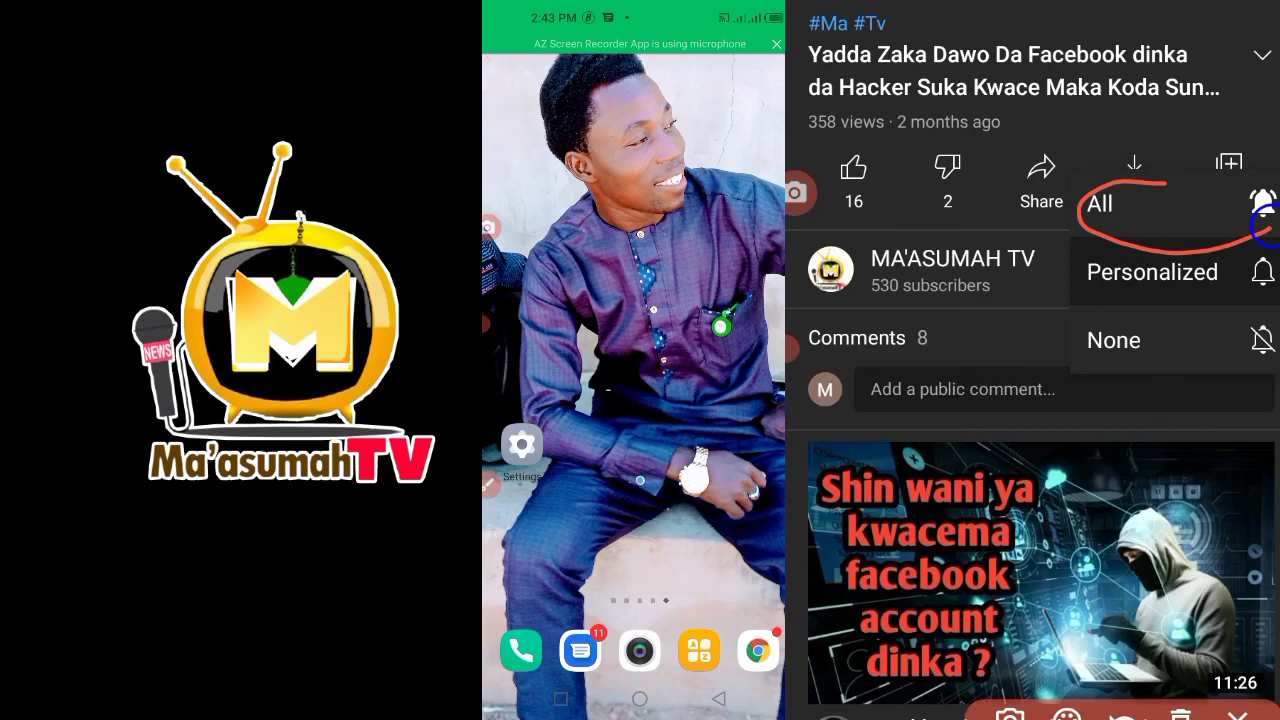 NEWS
M
Ma'asumahTV
2:43 PM
AZ Screen Recorder App is using microphone
Settings
11
#Ma #Tv
Yadda Zaka Dawo Da Facebook dinka
da Hacker Suka Kwace Maka Koda Sun...
358 views · 2 months ago
16
2
Share
All
Personalized
None
MA'ASUMAH TV
530 subscribers
Comments 8
M
Add a public comment...
Shin wani ya
kwacema
facebook
account
dinka ?
11:26